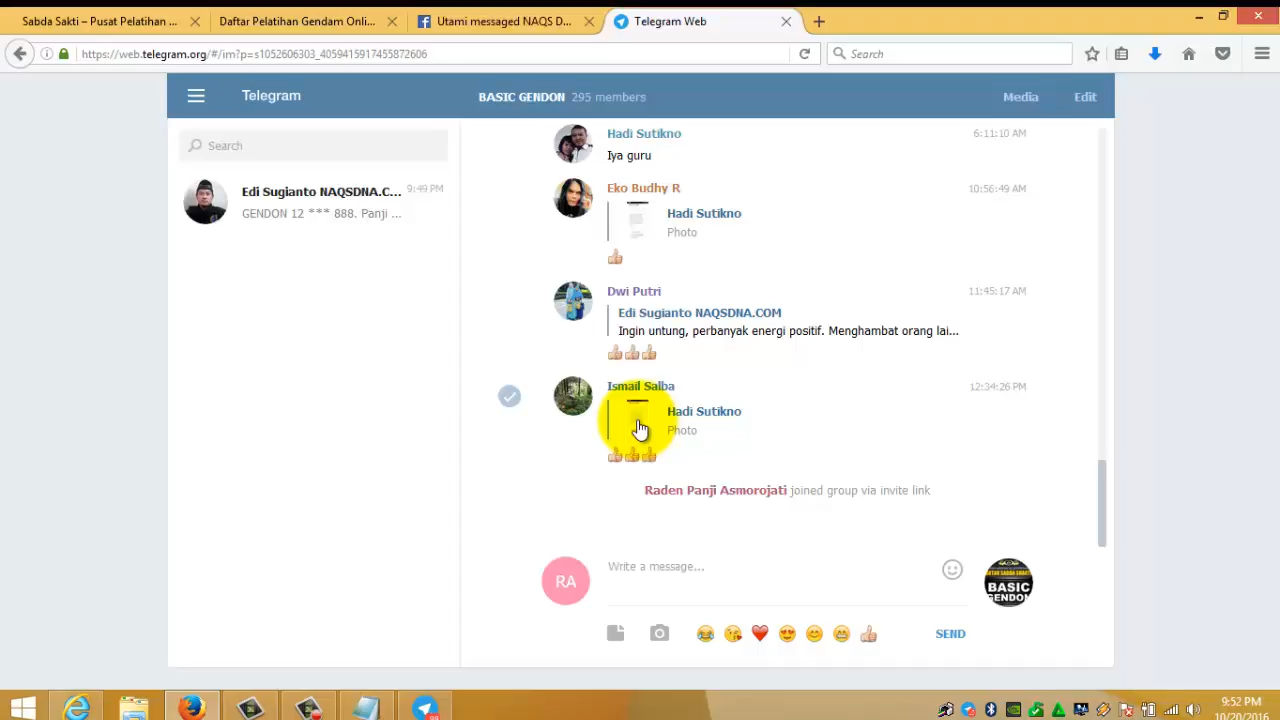 Sabda Sakti – Pusat Pelatihan ...
Daftar Pelatihan Gendam Onli...
Utami messaged NAQS D...
Telegram Web
https://web.telegram.org/#/im?p=s1052606303_4059415917455872606
Search
Telegram
BASIC GENDON 295 members
Media
Edit
Search
Edi Sugianto NAQSDNA.C... 9:49 PM
GENDON 12 *** 888. Panji ...
Hadi Sutikno 6:11:10 AM
Iya guru
Eko Budhy R 10:56:49 AM
Hadi Sutikno
Photo
Dwi Putri 11:45:17 AM
Edi Sugianto NAQSDNA.COM
Ingin untung, perbanyak energi positif. Menghambat orang lai...
Ismail Salba 12:34:26 PM
Hadi Sutikno
Photo
Raden Panji Asmorojati joined group via invite link
RA
Write a message...
BASIC
GENDON
SEND
9:52 PM
10/20/2016